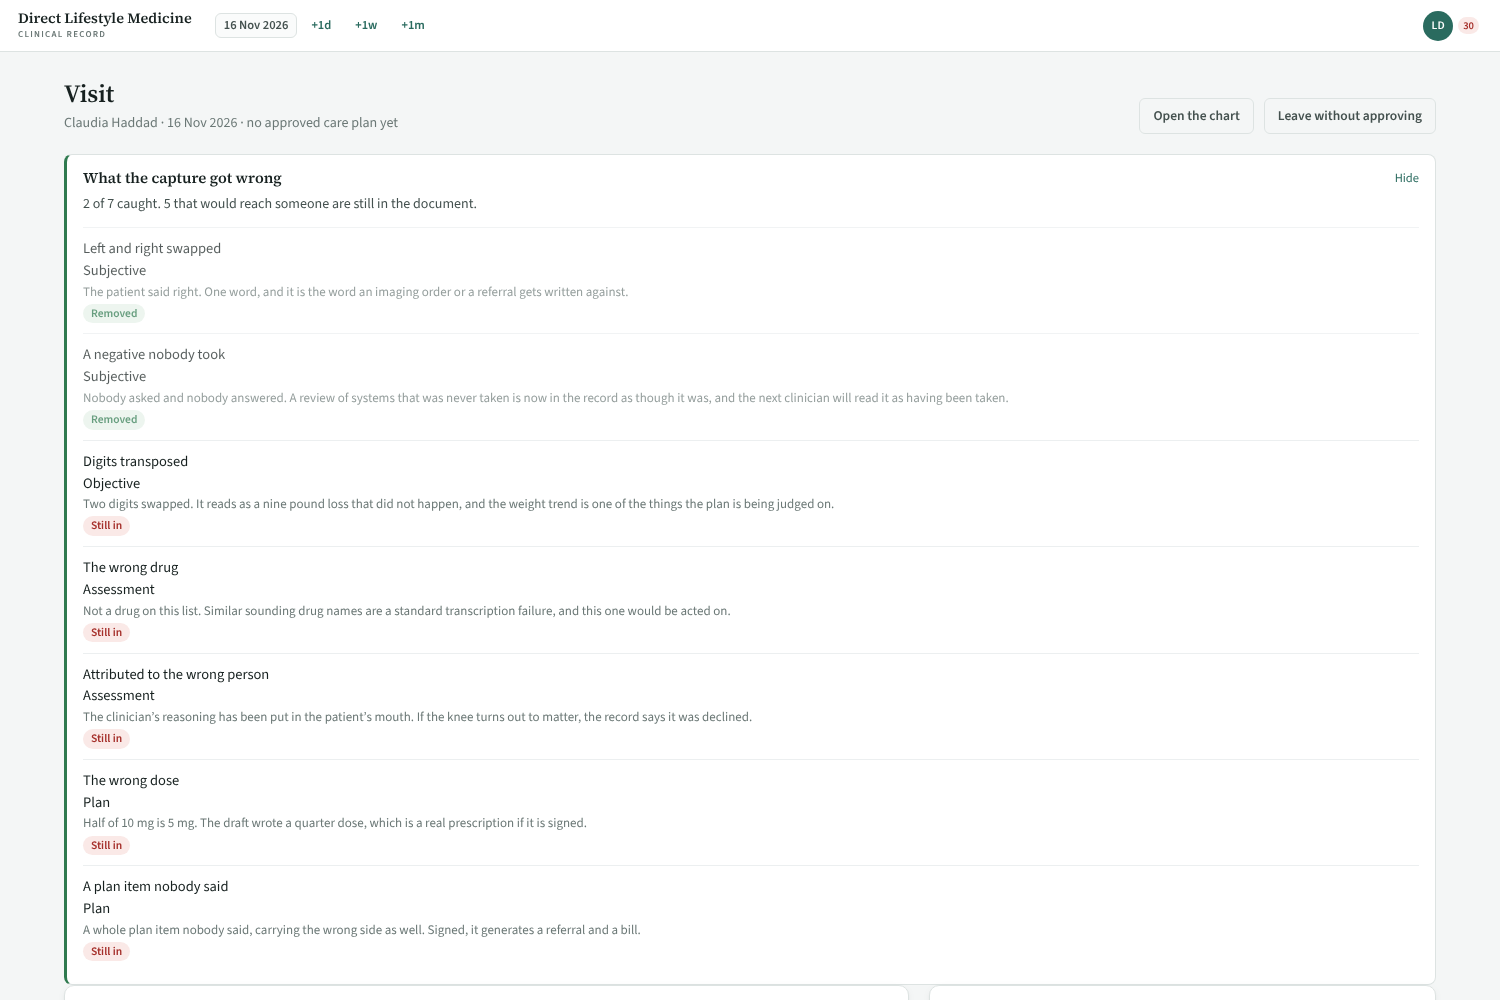 Direct Lifestyle Medicine
CLINICAL RECORD
16 Nov 2026 +1d +1w +1m
LD 30
Visit
Claudia Haddad · 16 Nov 2026 · no approved care plan yet
Open the chart Leave without approving
What the capture got wrong
Hide
2 of 7 caught. 5 that would reach someone are still in the document.
Left and right swapped
Subjective
The patient said right. One word, and it is the word an imaging order or a referral gets written against.
Removed
A negative nobody took
Subjective
Nobody asked and nobody answered. A review of systems that was never taken is now in the record as though it was, and the next clinician will read it as having been taken.
Removed
Digits transposed
Objective
Two digits swapped. It reads as a nine pound loss that did not happen, and the weight trend is one of the things the plan is being judged on.
Still in
The wrong drug
Assessment
Not a drug on this list. Similar sounding drug names are a standard transcription failure, and this one would be acted on.
Still in
Attributed to the wrong person
Assessment
The clinician’s reasoning has been put in the patient’s mouth. If the knee turns out to matter, the record says it was declined.
Still in
The wrong dose
Plan
Half of 10 mg is 5 mg. The draft wrote a quarter dose, which is a real prescription if it is signed.
Still in
A plan item nobody said
Plan
A whole plan item nobody said, carrying the wrong side as well. Signed, it generates a referral and a bill.
Still in